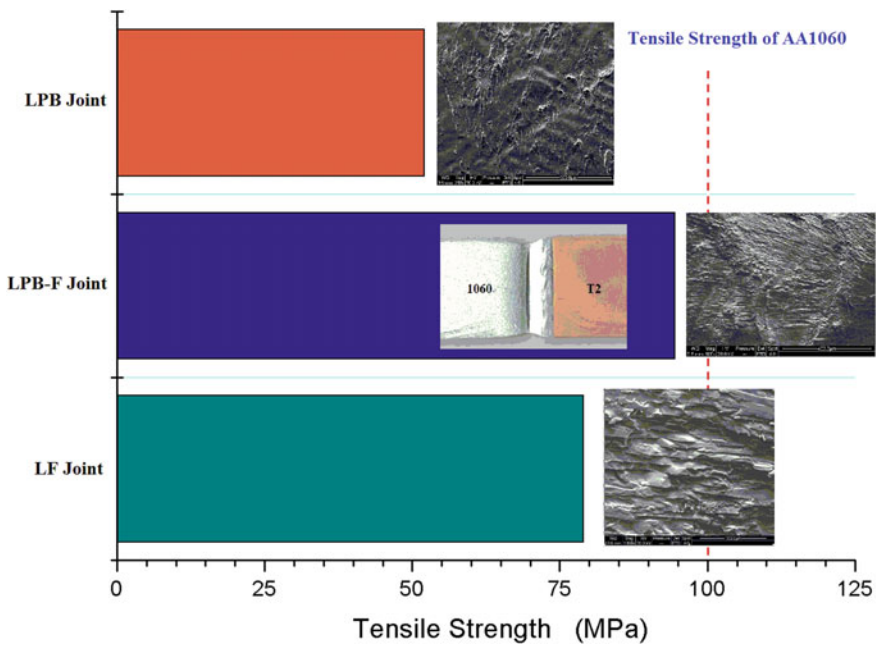 Tensile Strength of AA1060
LPB Joint
LPB-F Joint
1060
T2
LF Joint
0
25
50
75
100
125
Tensile Strength (MPa)